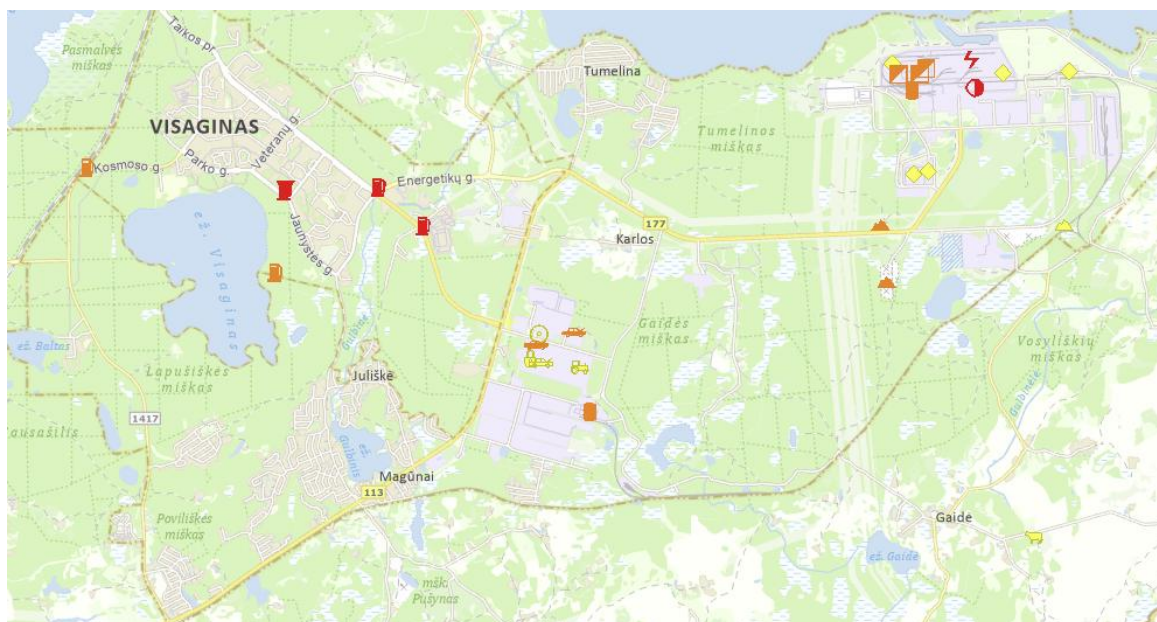 Pasmalvės
miškas
Taikos pr.
VISAGINAS
Veteranų g.
Kosmoso g.
Parko g.
Energetikų g.
Jaunystės g.
Tumelina
Tumelinos
miškas
177
Karlos
ež. Visaginas
Gulbinė
ež. Baltas
Lapušiškės
miškas
Juliškė
Gaidės
miškas
Vosyliškių
miškas
Gulbinėlė
1417
ež.
Gulbinis
Magūnai
113
Poviliškės
miškas
mšk.
Pušynas
Gaidė
ež. Gaidė